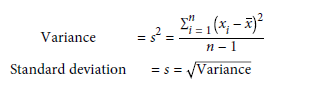 Variance = s² = Σⁿᵢ₌₁(xᵢ − x̄)² / n − 1
Standard deviation = s = √Variance